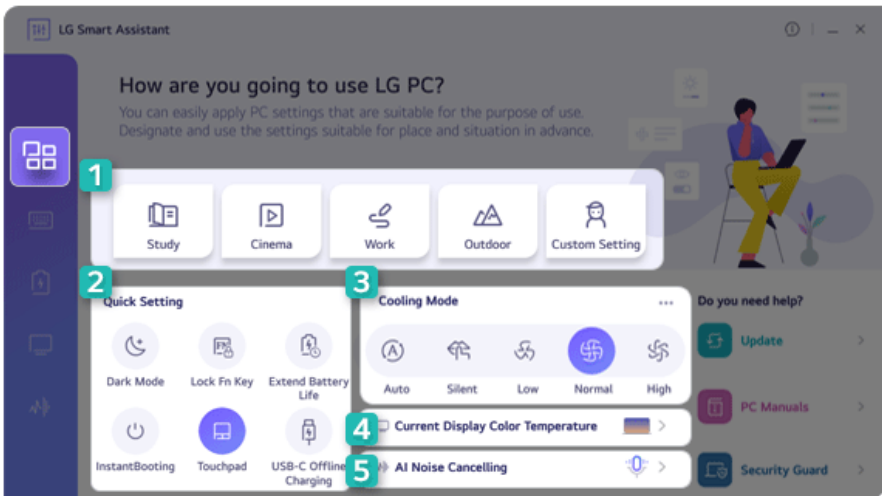 LG Smart Assistant
How are you going to use LG PC?
You can easily apply PC settings that are suitable for the purpose of use.
Designate and use the settings suitable for place and situation in advance.
1
Study
Cinema
Work
Outdoor
Custom Setting
2
Quick Setting
Dark Mode
Lock Fn Key
Extend Battery
Life
InstantBooting
Touchpad
USB-C Offline
Charging
3
Cooling Mode
Auto
Silent
Low
Normal
High
4
Current Display Color Temperature
5
AI Noise Cancelling
Do you need help?
Update
PC Manuals
Security Guard